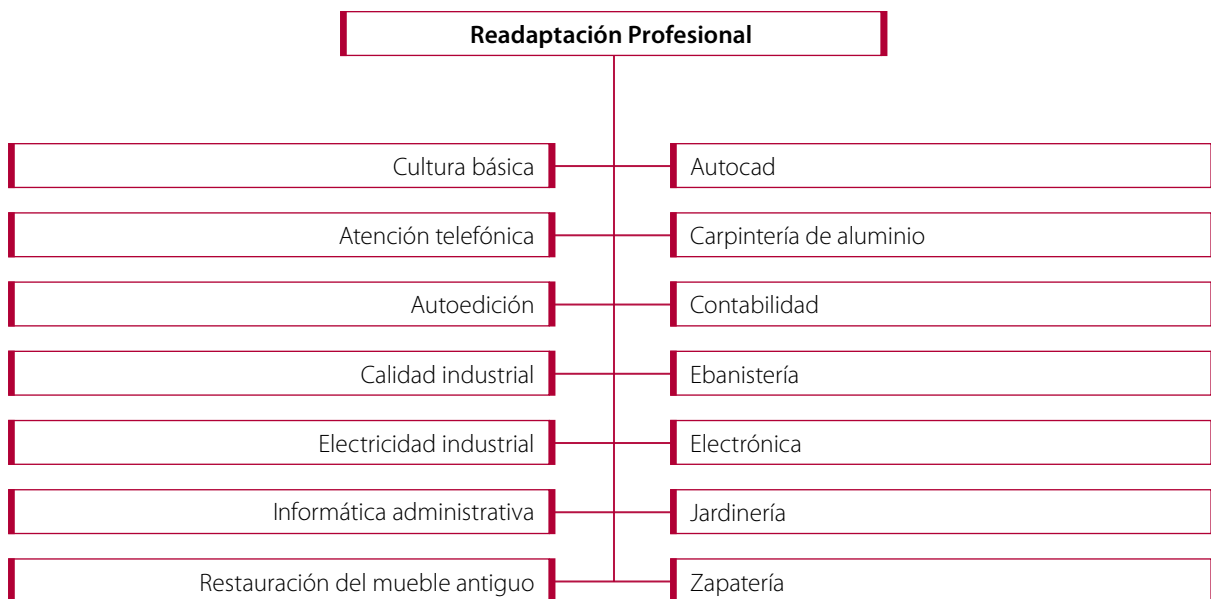 Readaptación Profesional
Cultura básica
Autocad
Atención telefónica
Carpintería de aluminio
Autoedición
Contabilidad
Calidad industrial
Ebanistería
Electricidad industrial
Electrónica
Informática administrativa
Jardinería
Restauración del mueble antiguo
Zapatería